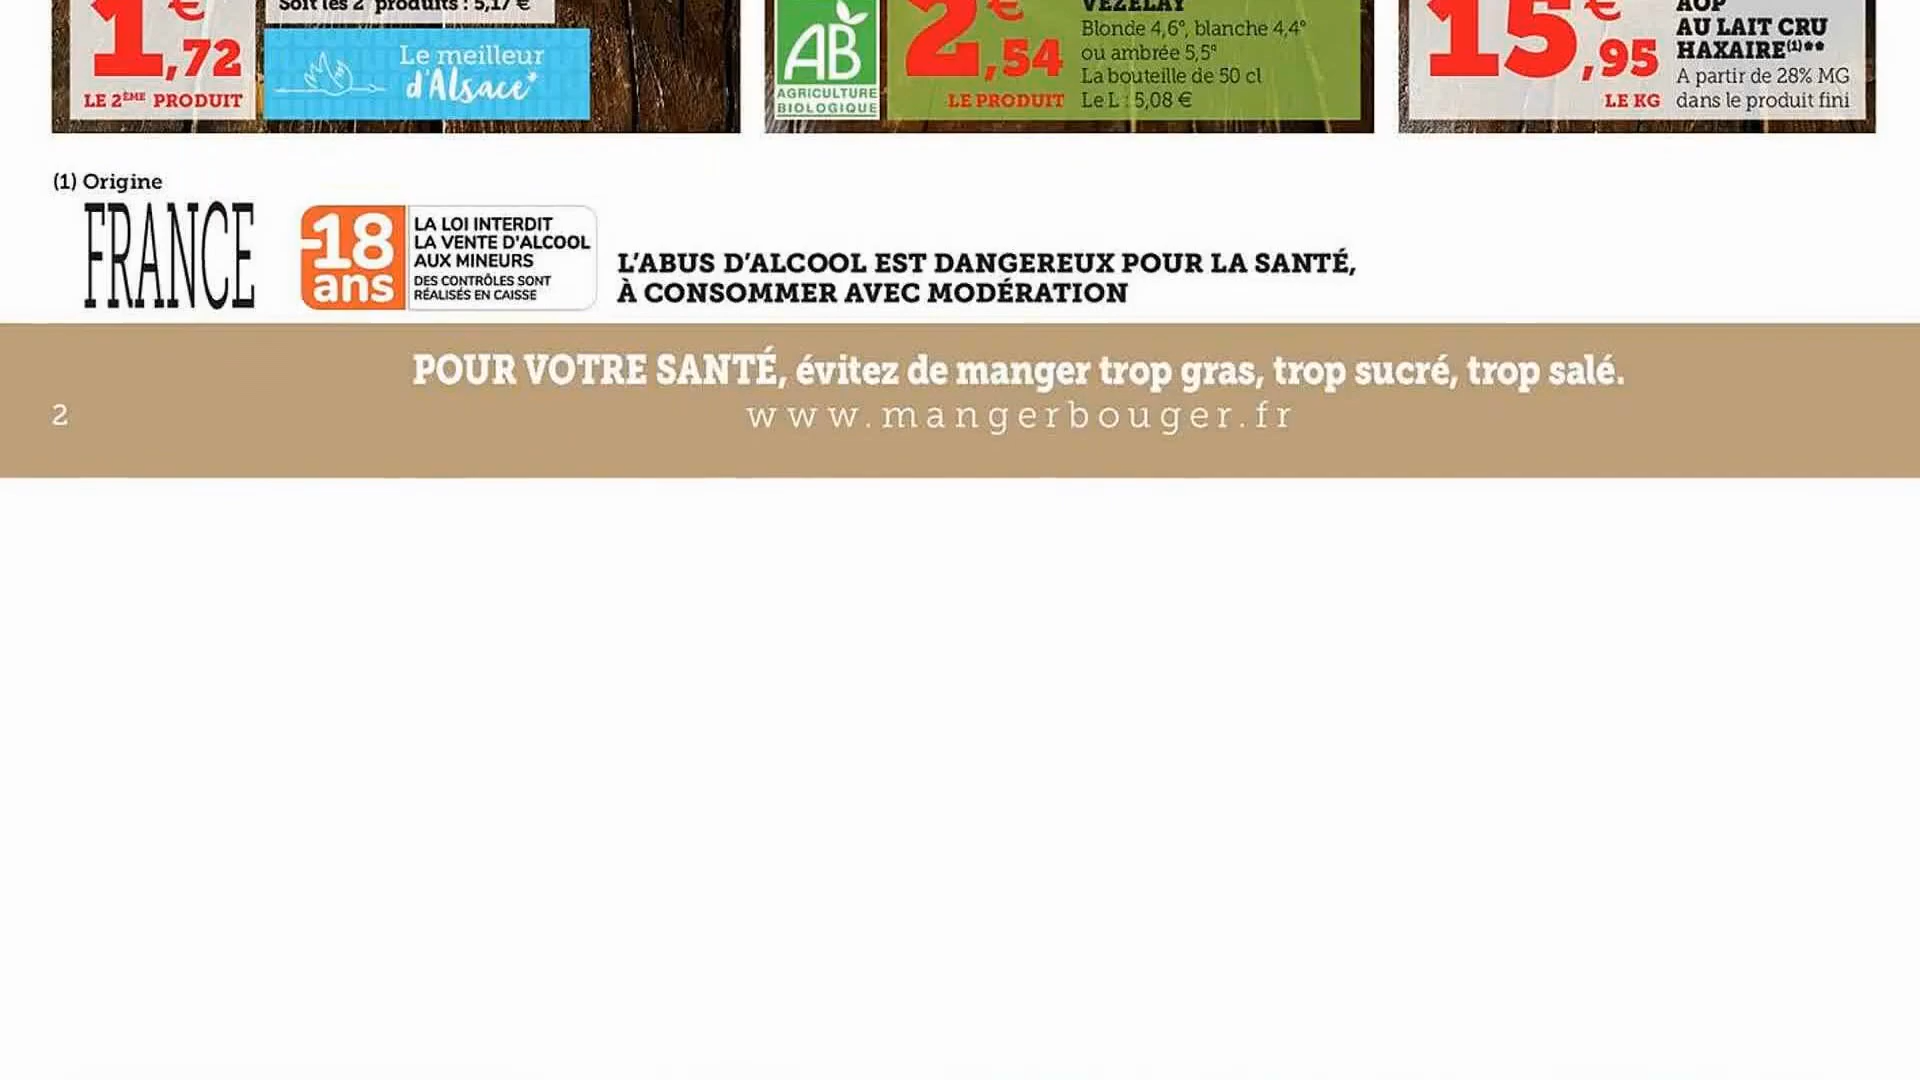 Soit les 2 produits : 5,17 €
1€,72
LE 2ÈME PRODUIT
Le meilleur
d'Alsace*
AB
AGRICULTURE
BIOLOGIQUE
2€,54
LE PRODUIT
VEZELAY
Blonde 4,6°, blanche 4,4°
ou ambrée 5,5°
La bouteille de 50 cl
Le L : 5,08 €
15€,95
LE KG
AOP
AU LAIT CRU
HAXAIRE(1)**
A partir de 28% MG
dans le produit fini
(1) Origine
FRANCE
-18
ans
LA LOI INTERDIT
LA VENTE D'ALCOOL
AUX MINEURS
DES CONTRÔLES SONT
RÉALISÉS EN CAISSE
L'ABUS D'ALCOOL EST DANGEREUX POUR LA SANTÉ,
À CONSOMMER AVEC MODÉRATION
POUR VOTRE SANTÉ, évitez de manger trop gras, trop sucré, trop salé.
www.mangerbouger.fr
2